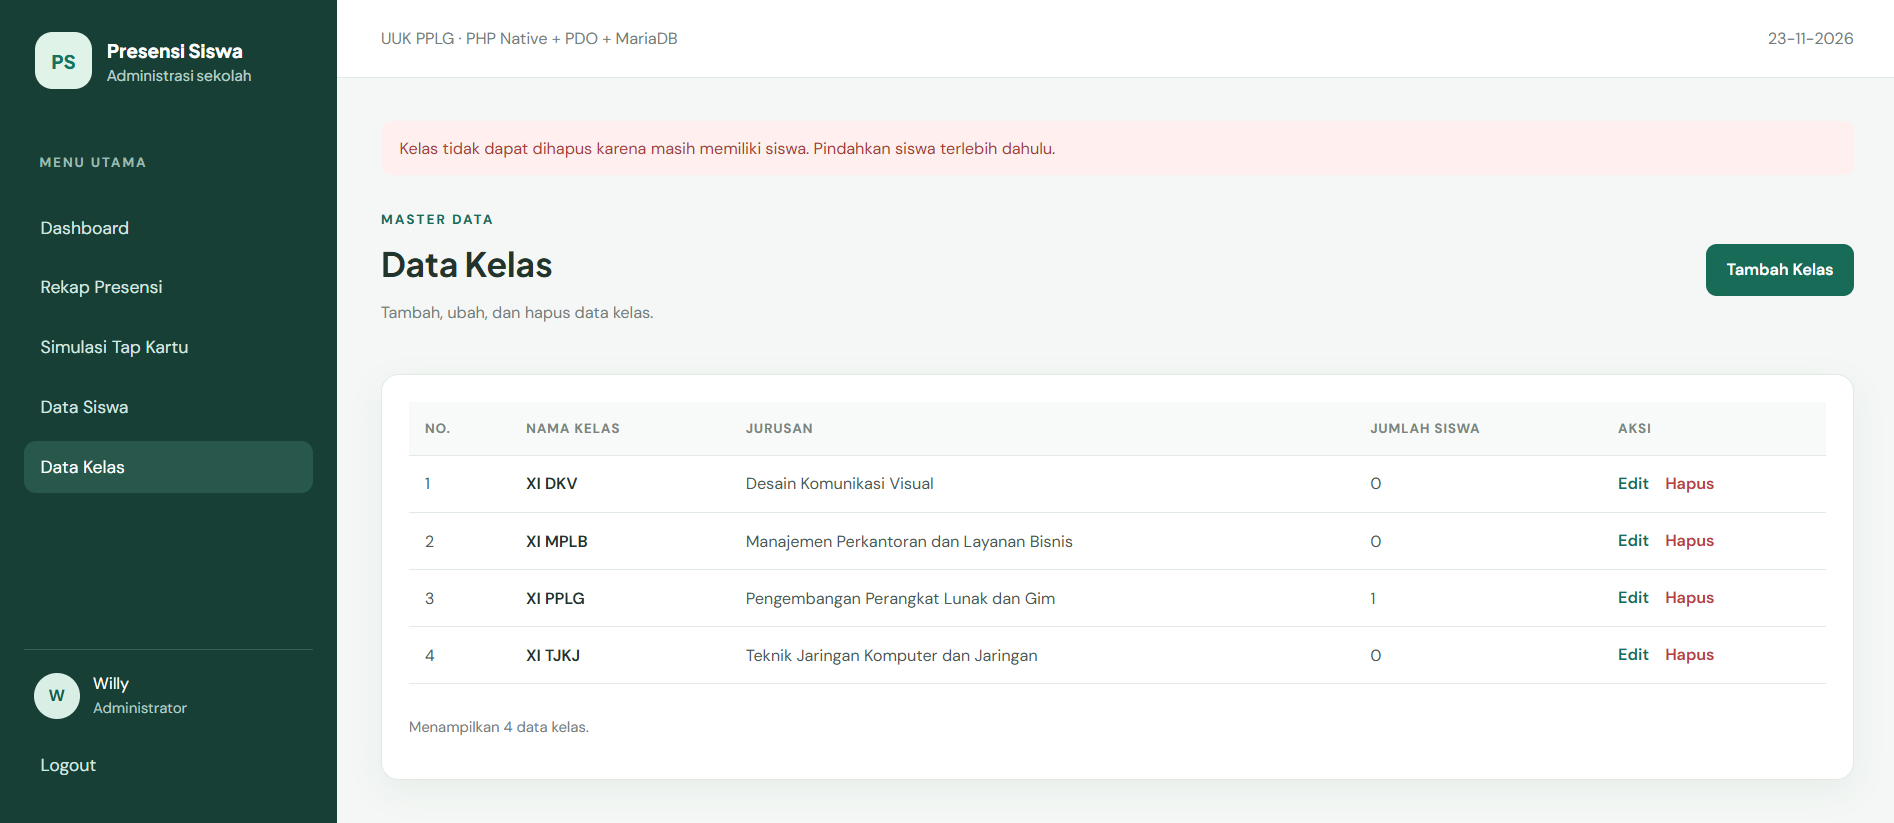 PS
Presensi Siswa
Administrasi sekolah
MENU UTAMA
Dashboard
Rekap Presensi
Simulasi Tap Kartu
Data Siswa
Data Kelas
W
Willy
Administrator
Logout
UUK PPLG · PHP Native + PDO + MariaDB
23-11-2026
Kelas tidak dapat dihapus karena masih memiliki siswa. Pindahkan siswa terlebih dahulu.
MASTER DATA
Data Kelas
Tambah Kelas
Tambah, ubah, dan hapus data kelas.
NO. NAMA KELAS JURUSAN JUMLAH SISWA AKSI
1 XI DKV Desain Komunikasi Visual 0 Edit Hapus
2 XI MPLB Manajemen Perkantoran dan Layanan Bisnis 0 Edit Hapus
3 XI PPLG Pengembangan Perangkat Lunak dan Gim 1 Edit Hapus
4 XI TJKJ Teknik Jaringan Komputer dan Jaringan 0 Edit Hapus
Menampilkan 4 data kelas.